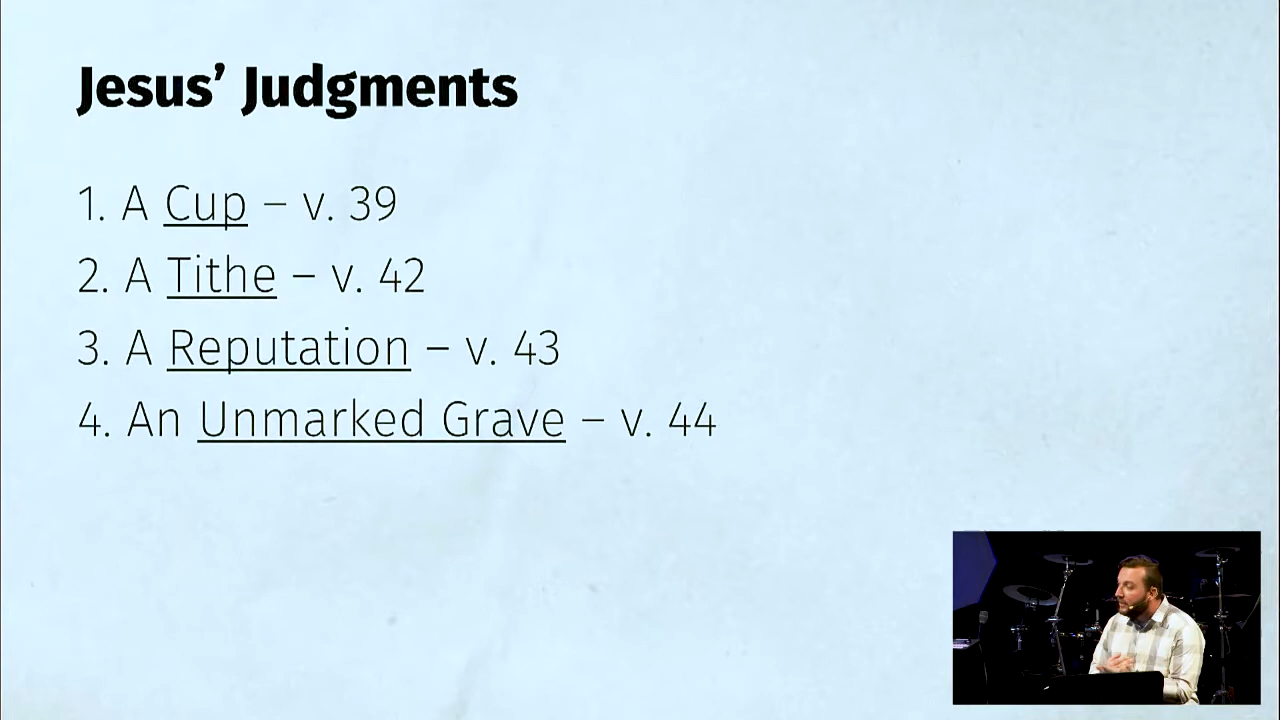 Jesus’ Judgments
1. A Cup – v. 39
2. A Tithe – v. 42
3. A Reputation – v. 43
4. An Unmarked Grave – v. 44